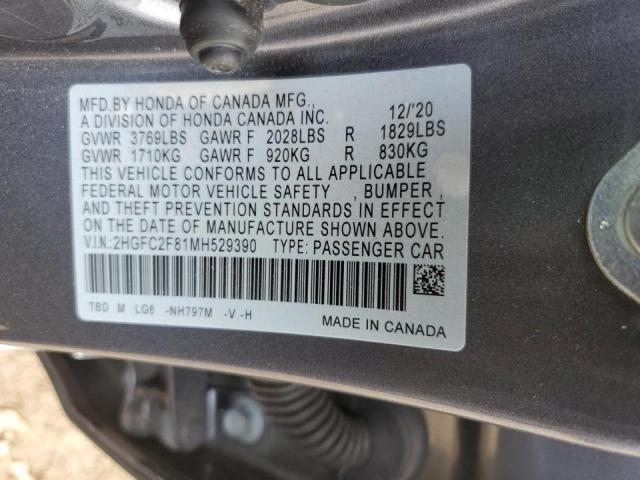 MFD.BY HONDA OF CANADA MFG., 12/'20
A DIVISION OF HONDA CANADA INC.
GVWR 3769LBS GAWR F 2028LBS R 1829LBS
GVWR 1710KG GAWR F 920KG R 830KG
THIS VEHICLE CONFORMS TO ALL APPLICABLE
FEDERAL MOTOR VEHICLE SAFETY , BUMPER ,
AND THEFT PREVENTION STANDARDS IN EFFECT
ON THE DATE OF MANUFACTURE SHOWN ABOVE.
V.I.N.:2HGFC2F81MH529390 TYPE: PASSENGER CAR
TBD M LG6 -NH797M -V -H
MADE IN CANADA